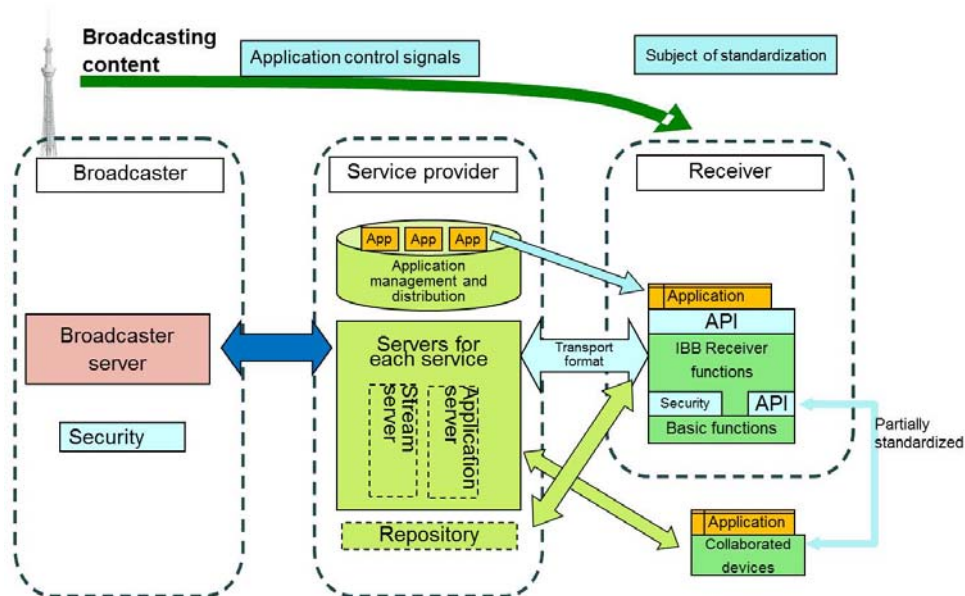 Broadcasting
content
Application control signals
Subject of standardization
Broadcaster
Service provider
Receiver
App App App
Application
management and
distribution
Application
API
IBB Receiver
functions
Security
API
Basic functions
Broadcaster
server
Servers for
each service
Transport
format
Stream
server
Application
server
Security
Partially
standardized
Repository
Application
Collaborated
devices